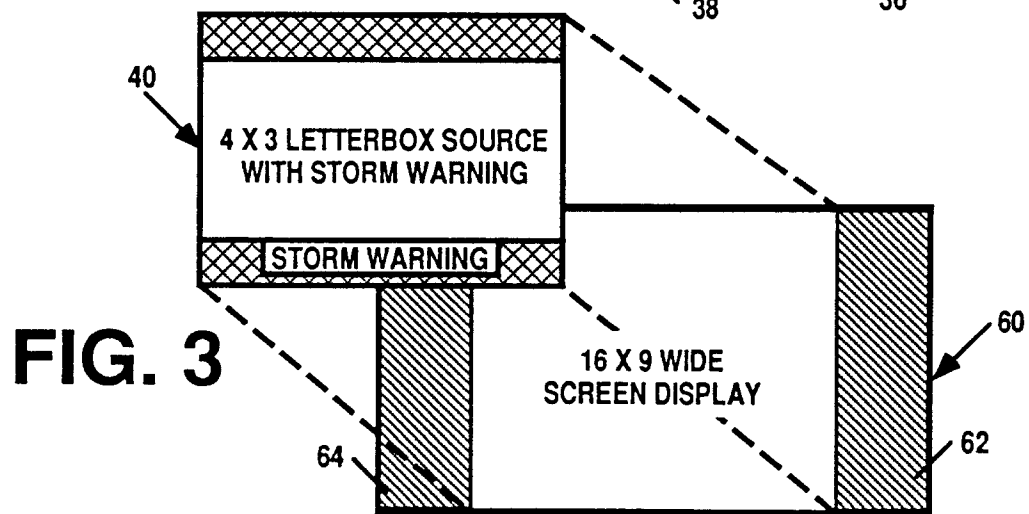 38
36
40
4 X 3 LETTERBOX SOURCE
WITH STORM WARNING
STORM WARNING
FIG. 3
16 X 9 WIDE
SCREEN DISPLAY
60
64
62